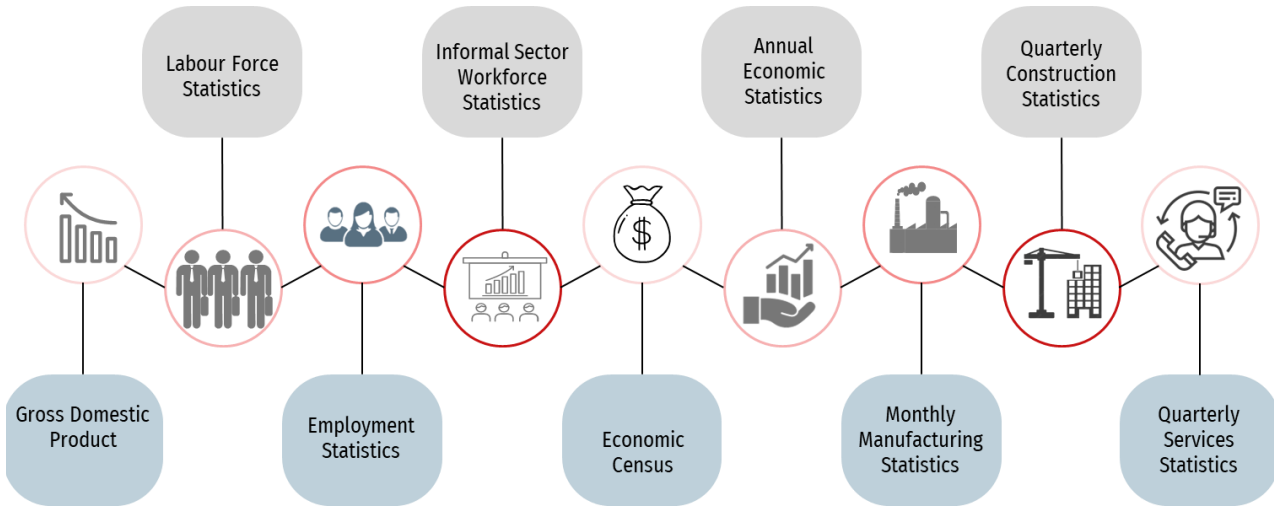 Labour Force
Statistics
Informal Sector
Workforce
Statistics
Annual
Economic
Statistics
Quarterly
Construction
Statistics
Gross Domestic
Product
Employment
Statistics
Economic
Census
Monthly
Manufacturing
Statistics
Quarterly
Services
Statistics